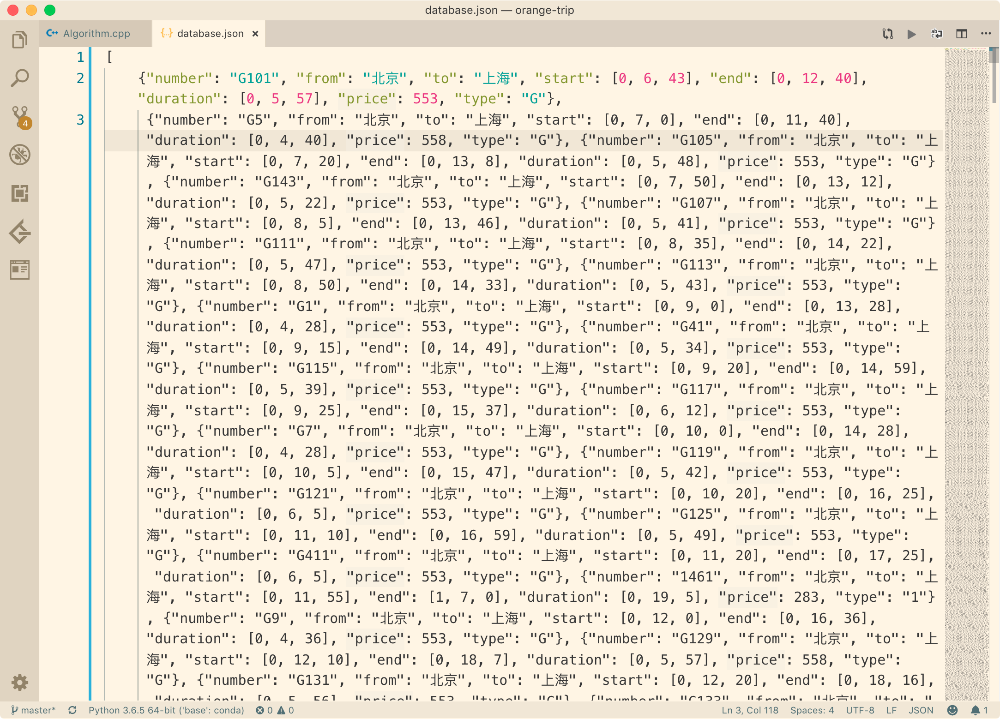 database.json — orange-trip
Algorithm.cpp
database.json
1 [
2 {"number": "G101", "from": "北京", "to": "上海", "start": [0, 6, 43], "end": [0, 12, 40],
"duration": [0, 5, 57], "price": 553, "type": "G"},
3 {"number": "G5", "from": "北京", "to": "上海", "start": [0, 7, 0], "end": [0, 11, 40],
"duration": [0, 4, 40], "price": 558, "type": "G"}, {"number": "G105", "from": "北京", "to": "上
海", "start": [0, 7, 20], "end": [0, 13, 8], "duration": [0, 5, 48], "price": 553, "type": "G"}
, {"number": "G143", "from": "北京", "to": "上海", "start": [0, 7, 50], "end": [0, 13, 12],
"duration": [0, 5, 22], "price": 553, "type": "G"}, {"number": "G107", "from": "北京", "to": "上
海", "start": [0, 8, 5], "end": [0, 13, 46], "duration": [0, 5, 41], "price": 553, "type": "G"}
, {"number": "G111", "from": "北京", "to": "上海", "start": [0, 8, 35], "end": [0, 14, 22],
"duration": [0, 5, 47], "price": 553, "type": "G"}, {"number": "G113", "from": "北京", "to": "上
海", "start": [0, 8, 50], "end": [0, 14, 33], "duration": [0, 5, 43], "price": 553, "type":
"G"}, {"number": "G1", "from": "北京", "to": "上海", "start": [0, 9, 0], "end": [0, 13, 28],
"duration": [0, 4, 28], "price": 553, "type": "G"}, {"number": "G41", "from": "北京", "to": "上
海", "start": [0, 9, 15], "end": [0, 14, 49], "duration": [0, 5, 34], "price": 553, "type":
"G"}, {"number": "G115", "from": "北京", "to": "上海", "start": [0, 9, 20], "end": [0, 14, 59],
"duration": [0, 5, 39], "price": 553, "type": "G"}, {"number": "G117", "from": "北京", "to": "上
海", "start": [0, 9, 25], "end": [0, 15, 37], "duration": [0, 6, 12], "price": 553, "type":
"G"}, {"number": "G7", "from": "北京", "to": "上海", "start": [0, 10, 0], "end": [0, 14, 28],
"duration": [0, 4, 28], "price": 553, "type": "G"}, {"number": "G119", "from": "北京", "to": "上
海", "start": [0, 10, 5], "end": [0, 15, 47], "duration": [0, 5, 42], "price": 553, "type":
"G"}, {"number": "G121", "from": "北京", "to": "上海", "start": [0, 10, 20], "end": [0, 16, 25],
"duration": [0, 6, 5], "price": 553, "type": "G"}, {"number": "G125", "from": "北京", "to": "上
海", "start": [0, 11, 10], "end": [0, 16, 59], "duration": [0, 5, 49], "price": 553, "type":
"G"}, {"number": "G411", "from": "北京", "to": "上海", "start": [0, 11, 20], "end": [0, 17, 25],
"duration": [0, 6, 5], "price": 553, "type": "G"}, {"number": "1461", "from": "北京", "to": "上
海", "start": [0, 11, 55], "end": [1, 7, 0], "duration": [0, 19, 5], "price": 283, "type": "1"}
, {"number": "G9", "from": "北京", "to": "上海", "start": [0, 12, 0], "end": [0, 16, 36],
"duration": [0, 4, 36], "price": 553, "type": "G"}, {"number": "G129", "from": "北京", "to": "上
海", "start": [0, 12, 10], "end": [0, 18, 7], "duration": [0, 5, 57], "price": 558, "type":
"G"}, {"number": "G131", "from": "北京", "to": "上海", "start": [0, 12, 20], "end": [0, 18, 16],
"duration": [0, 5, 56], "price": 553, "type": "G"}, {"number": "G133", "from": "北京", "to": "
4
master* Python 3.6.5 64-bit ('base': conda) 0 0 Ln 3, Col 118 Spaces: 4 UTF-8 LF JSON 1